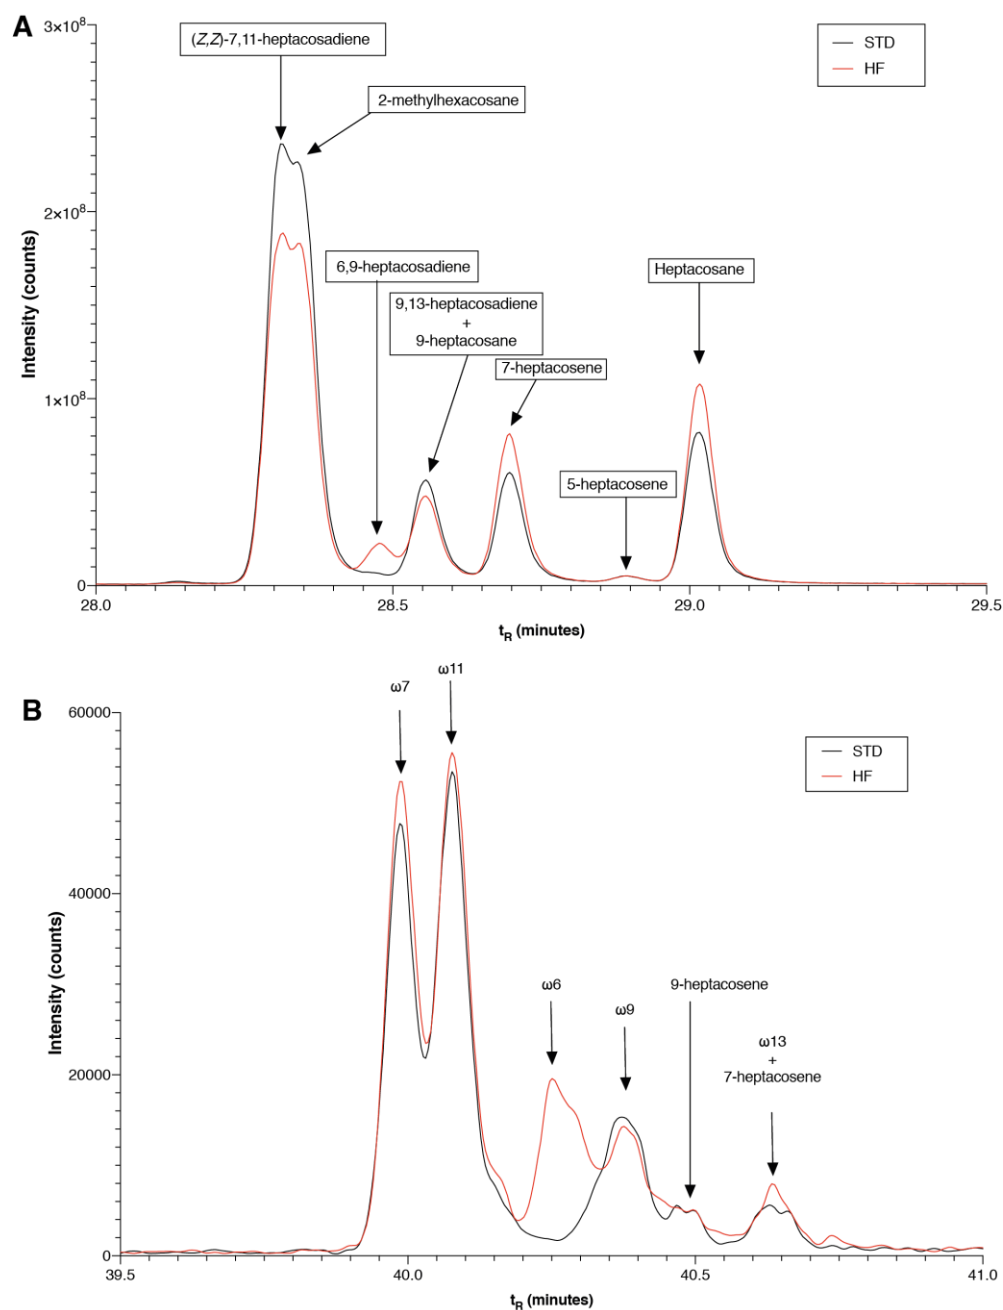 A
3×10⁸
(Z,Z)-7,11-heptacosadiene
STD
HF
2-methylhexacosane
2×10⁸
6,9-heptacosadiene
Heptacosane
9,13-heptacosadiene
+
9-heptacosane
Intensity (counts)
7-heptacosene
1×10⁸
5-heptacosene
0
28.0
28.5
29.0
29.5
tR (minutes)
B
ω7
ω11
60000
STD
HF
40000
ω6
9-heptacosene
ω9
ω13
+
7-heptacosene
Intensity (counts)
20000
0
39.5
40.0
40.5
41.0
tR (minutes)